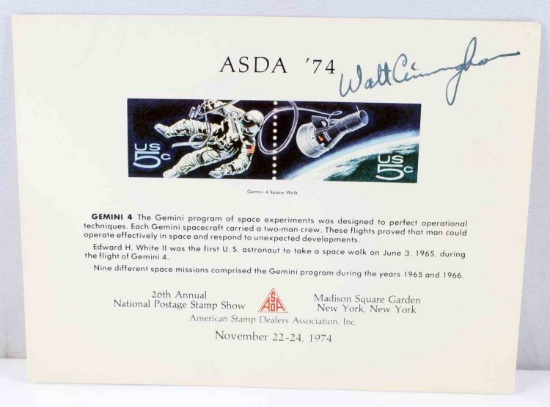 ASDA '74
Walt Cunningham
US 5c
US 5c
Gemini 4 Space Walk
GEMINI 4 The Gemini program of space experiments was designed to perfect operational
techniques. Each Gemini spacecraft carried a two-man crew. These flights proved that man could
operate effectively in space and respond to unexpected developments.
Edward H. White II was the first U.S. astronaut to take a space walk on June 3, 1965, during
the flight of Gemini 4.
Nine different space missions comprised the Gemini program during the years 1965 and 1966.
26th Annual
National Postage Stamp Show
ASDA
Madison Square Garden
New York, New York
American Stamp Dealers Association, Inc.
November 22-24, 1974